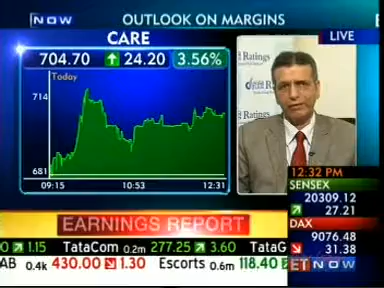 NOW
OUTLOOK ON MARGINS
CARE
LIVE
704.70 24.20 3.56%
Today
714
681
09:15 10:53 12:31
Ratings
Ratings
Ratings
12:32 PM
SENSEX
20309.12
27.21
DAX
9076.48
31.38
EARNINGS REPORT
0 1.15 TataCom 0.2m 277.25 3.60 TataG
AB 0.4k 430.00 1.30 Escorts 0.6m 118.40
ET NOW